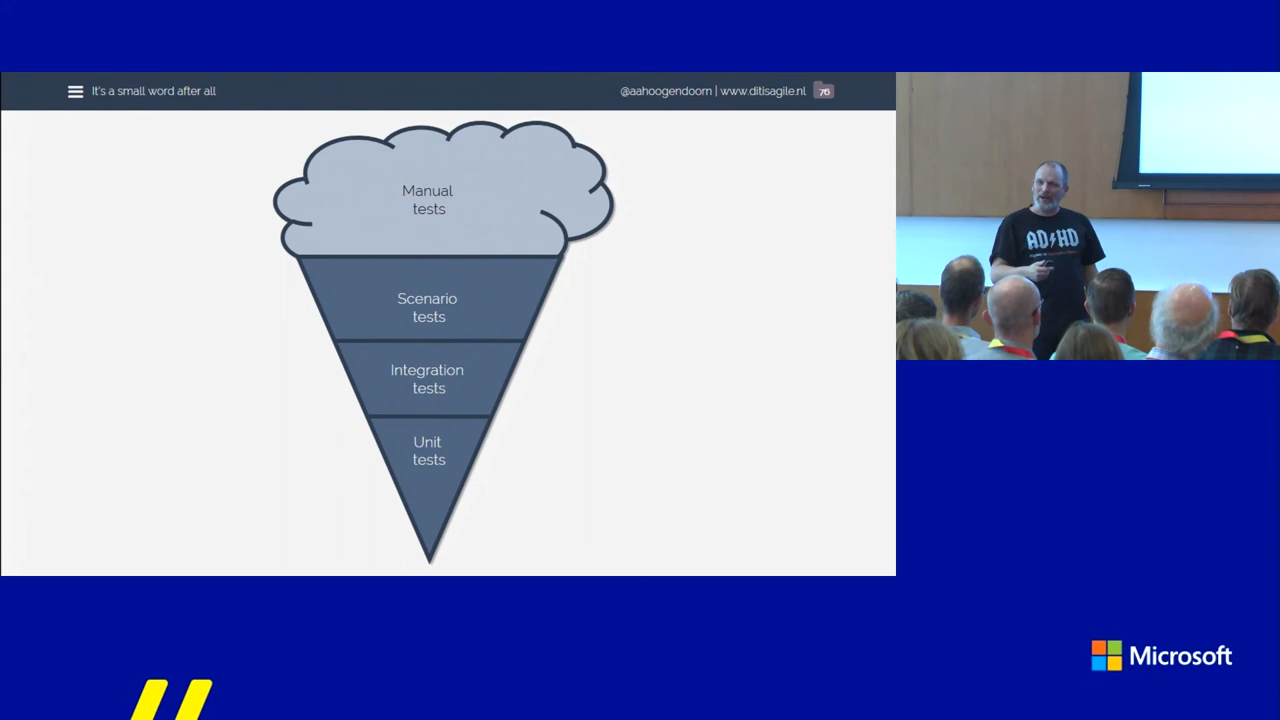 It's a small word after all
@aahoogendoorn | www.ditisagile.nl
76
Manual
tests
Scenario
tests
Integration
tests
Unit
tests
AD HD
Microsoft